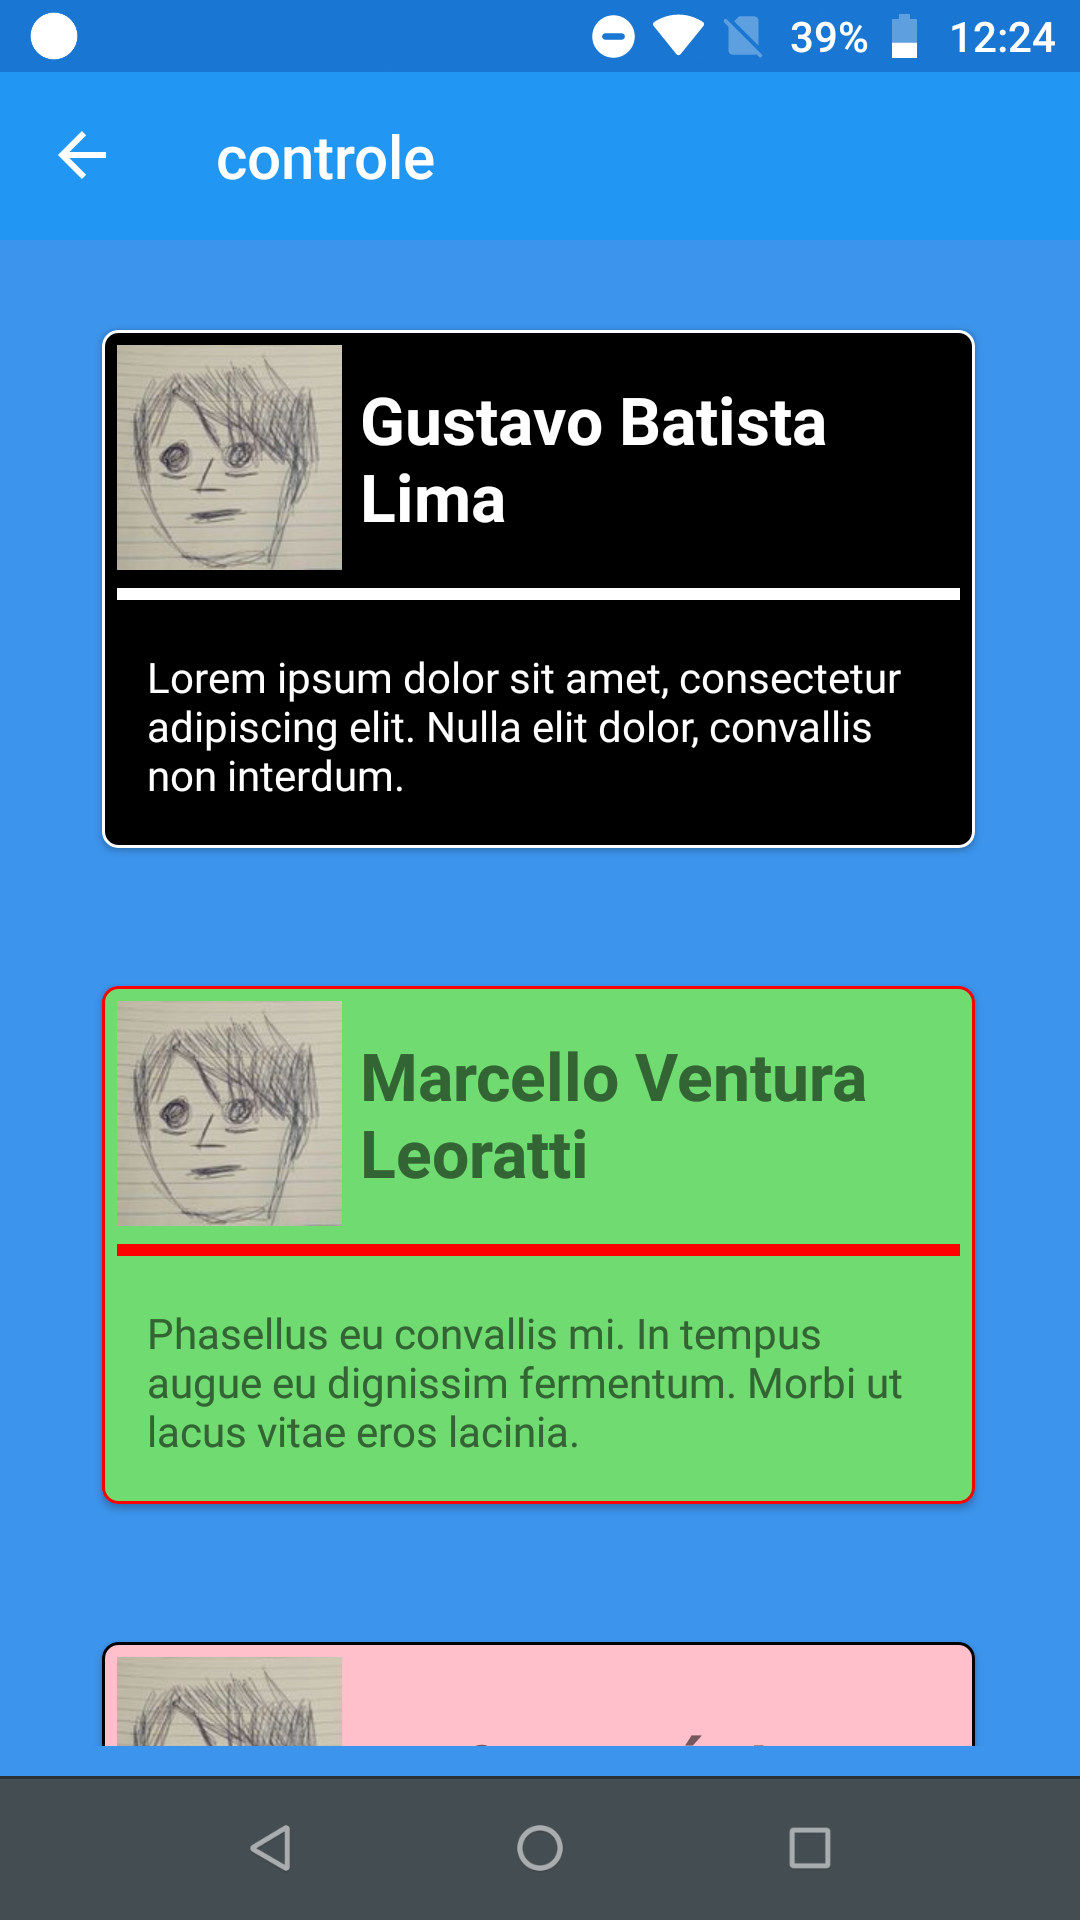 39% 12:24
controle
Gustavo Batista
Lima
Lorem ipsum dolor sit amet, consectetur
adipiscing elit. Nulla elit dolor, convallis
non interdum.
Marcello Ventura
Leoratti
Phasellus eu convallis mi. In tempus
augue eu dignissim fermentum. Morbi ut
lacus vitae eros lacinia.